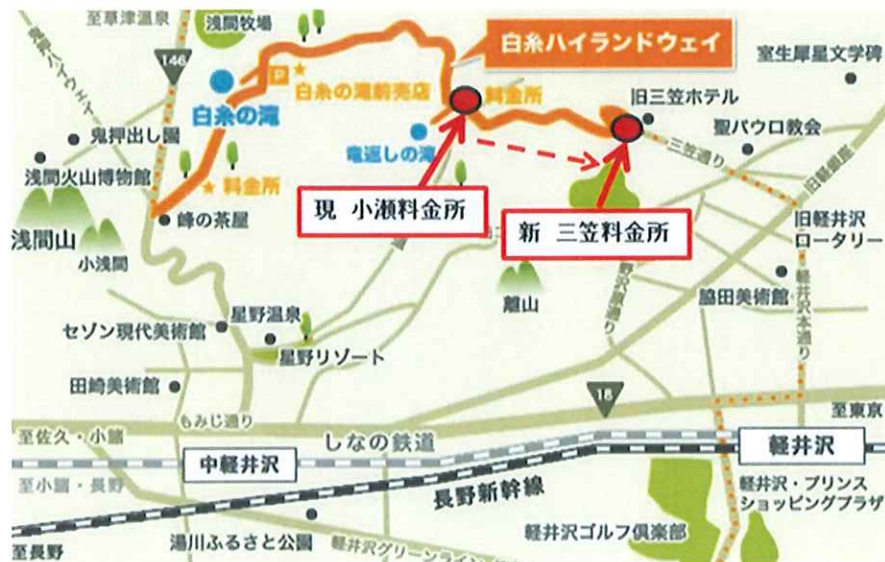 至草津温泉
浅間牧場
白糸ハイランドウェイ
146
P
室生犀星文学碑
白糸の滝
白糸の滝前売店
料金所
旧三笠ホテル
鬼押出し園
竜返しの滝
聖パウロ教会
三笠通り
旧軽銀座
浅間火山博物館
料金所
現 小瀬料金所
新 三笠料金所
峰の茶屋
旧軽井沢
ロータリー
浅間山
小浅間
離山
脇田美術館
軽井沢本通り
星野温泉
セゾン現代美術館
星野リゾート
田崎美術館
18
もみじ通り
至東京
至佐久・小諸
しなの鉄道
中軽井沢
軽井沢
至小諸・長野
長野新幹線
軽井沢・プリンス
ショッピングプラザ
至長野
湯川ふるさと公園
軽井沢ゴルフ倶楽部